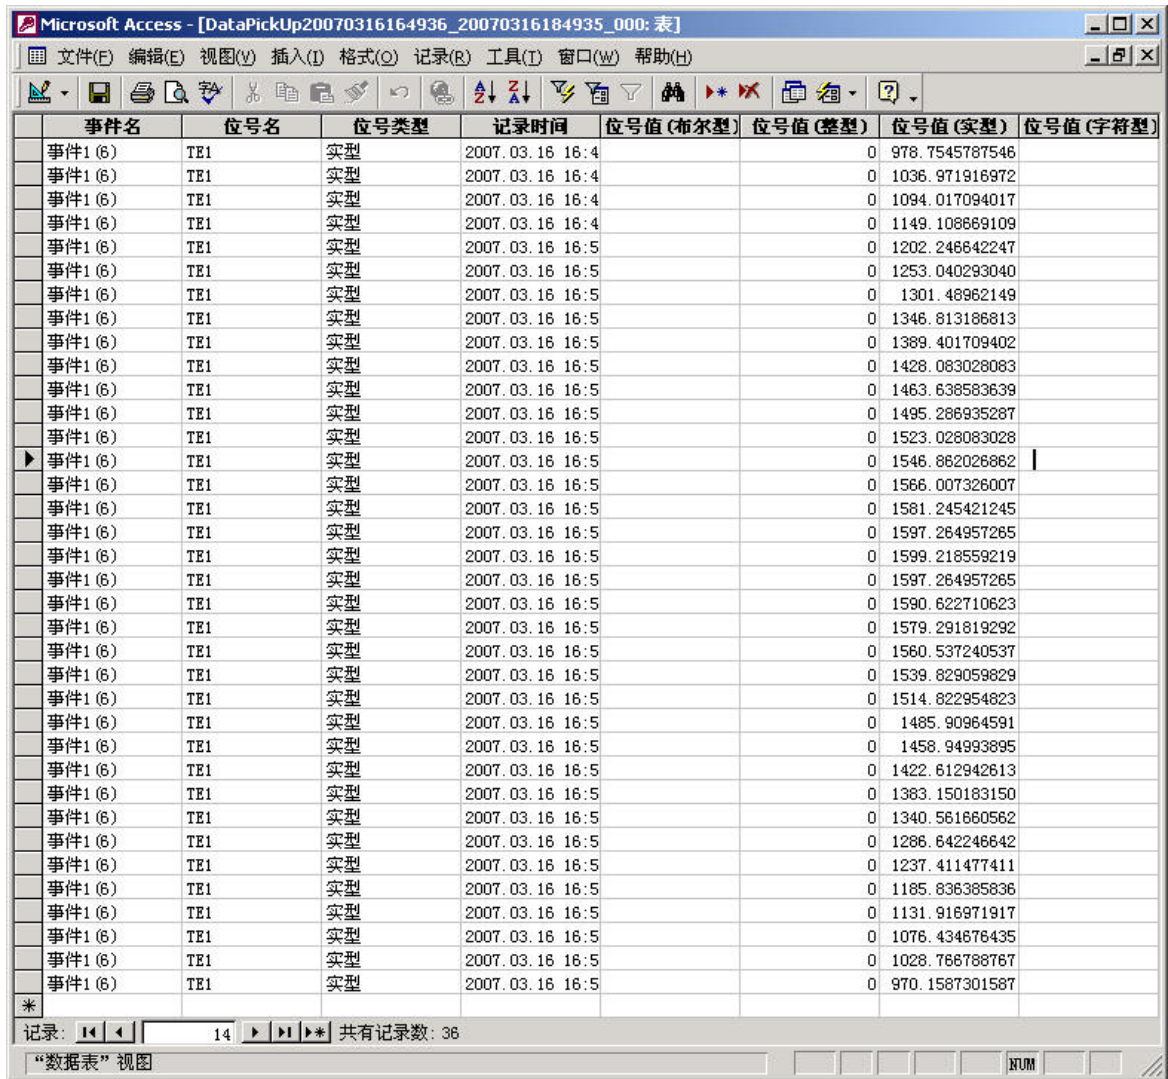 Microsoft Access - [DataPickUp20070316164936_20070316184935_000: 表]
文件(F) 编辑(E) 视图(V) 插入(I) 格式(O) 记录(R) 工具(T) 窗口(W) 帮助(H)
事件名 位号名 位号类型 记录时间 位号值(布尔型) 位号值(整型) 位号值(实型) 位号值(字符型)
事件1(6) TE1 实型 2007.03.16 16:4 0 978.7545787546
事件1(6) TE1 实型 2007.03.16 16:4 0 1036.971916972
事件1(6) TE1 实型 2007.03.16 16:4 0 1094.017094017
事件1(6) TE1 实型 2007.03.16 16:4 0 1149.108669109
事件1(6) TE1 实型 2007.03.16 16:5 0 1202.246642247
事件1(6) TE1 实型 2007.03.16 16:5 0 1253.040293040
事件1(6) TE1 实型 2007.03.16 16:5 0 1301.48962149
事件1(6) TE1 实型 2007.03.16 16:5 0 1346.813186813
事件1(6) TE1 实型 2007.03.16 16:5 0 1389.401709402
事件1(6) TE1 实型 2007.03.16 16:5 0 1428.083028083
事件1(6) TE1 实型 2007.03.16 16:5 0 1463.638583639
事件1(6) TE1 实型 2007.03.16 16:5 0 1495.286935287
事件1(6) TE1 实型 2007.03.16 16:5 0 1523.028083028
事件1(6) TE1 实型 2007.03.16 16:5 0 1546.862026862
事件1(6) TE1 实型 2007.03.16 16:5 0 1566.007326007
事件1(6) TE1 实型 2007.03.16 16:5 0 1581.245421245
事件1(6) TE1 实型 2007.03.16 16:5 0 1597.264957265
事件1(6) TE1 实型 2007.03.16 16:5 0 1599.218559219
事件1(6) TE1 实型 2007.03.16 16:5 0 1597.264957265
事件1(6) TE1 实型 2007.03.16 16:5 0 1590.622710623
事件1(6) TE1 实型 2007.03.16 16:5 0 1579.291819292
事件1(6) TE1 实型 2007.03.16 16:5 0 1560.537240537
事件1(6) TE1 实型 2007.03.16 16:5 0 1539.829059829
事件1(6) TE1 实型 2007.03.16 16:5 0 1514.822954823
事件1(6) TE1 实型 2007.03.16 16:5 0 1485.90964591
事件1(6) TE1 实型 2007.03.16 16:5 0 1458.94993895
事件1(6) TE1 实型 2007.03.16 16:5 0 1422.612942613
事件1(6) TE1 实型 2007.03.16 16:5 0 1383.150183150
事件1(6) TE1 实型 2007.03.16 16:5 0 1340.561660562
事件1(6) TE1 实型 2007.03.16 16:5 0 1286.642246642
事件1(6) TE1 实型 2007.03.16 16:5 0 1237.411477411
事件1(6) TE1 实型 2007.03.16 16:5 0 1185.836385836
事件1(6) TE1 实型 2007.03.16 16:5 0 1131.916971917
事件1(6) TE1 实型 2007.03.16 16:5 0 1076.434676435
事件1(6) TE1 实型 2007.03.16 16:5 0 1028.766788767
事件1(6) TE1 实型 2007.03.16 16:5 0 970.1587301587
记录: 14 共有记录数: 36
“数据表”视图 NUM